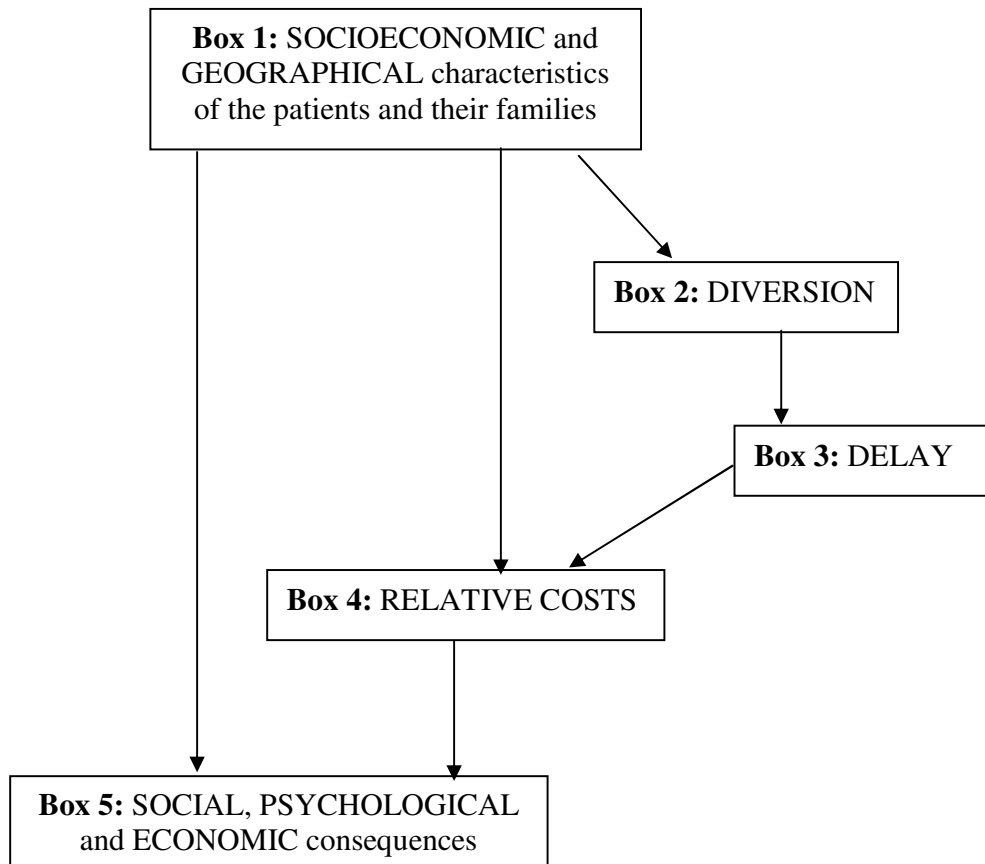 Box 1: SOCIOECONOMIC and
GEOGRAPHICAL characteristics
of the patients and their families
Box 2: DIVERSION
Box 3: DELAY
Box 4: RELATIVE COSTS
Box 5: SOCIAL, PSYCHOLOGICAL
and ECONOMIC consequences